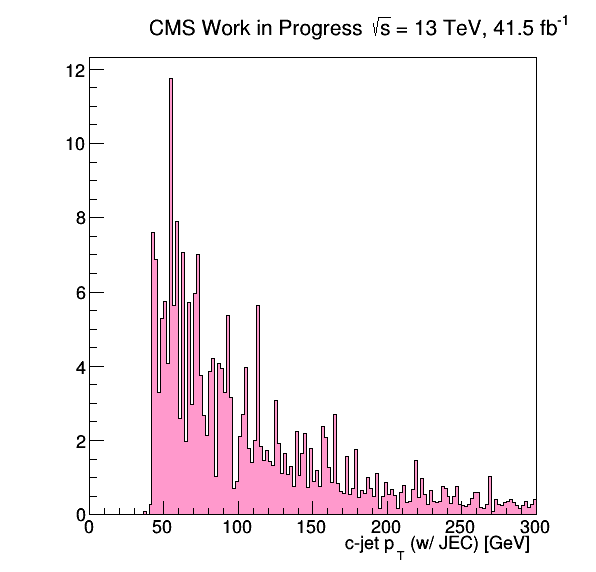 CMS Work in Progress √s = 13 TeV, 41.5 fb⁻¹
12
10
8
6
4
2
0
0 50 100 150 200 250 300
c-jet p_T (w/ JEC) [GeV]